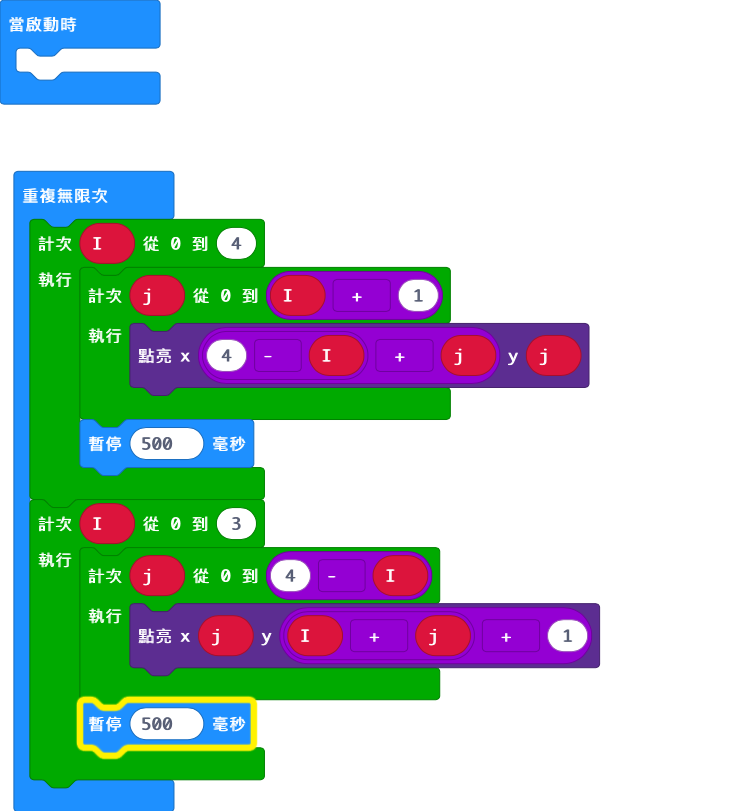 當啟動時
重複無限次
計次 I 從 0 到 4
執行
計次 j 從 0 到 I + 1
執行
點亮 x 4 - I + j y j
暫停 500 毫秒
計次 I 從 0 到 3
執行
計次 j 從 0 到 4 - I
執行
點亮 x j y I + j + 1
暫停 500 毫秒